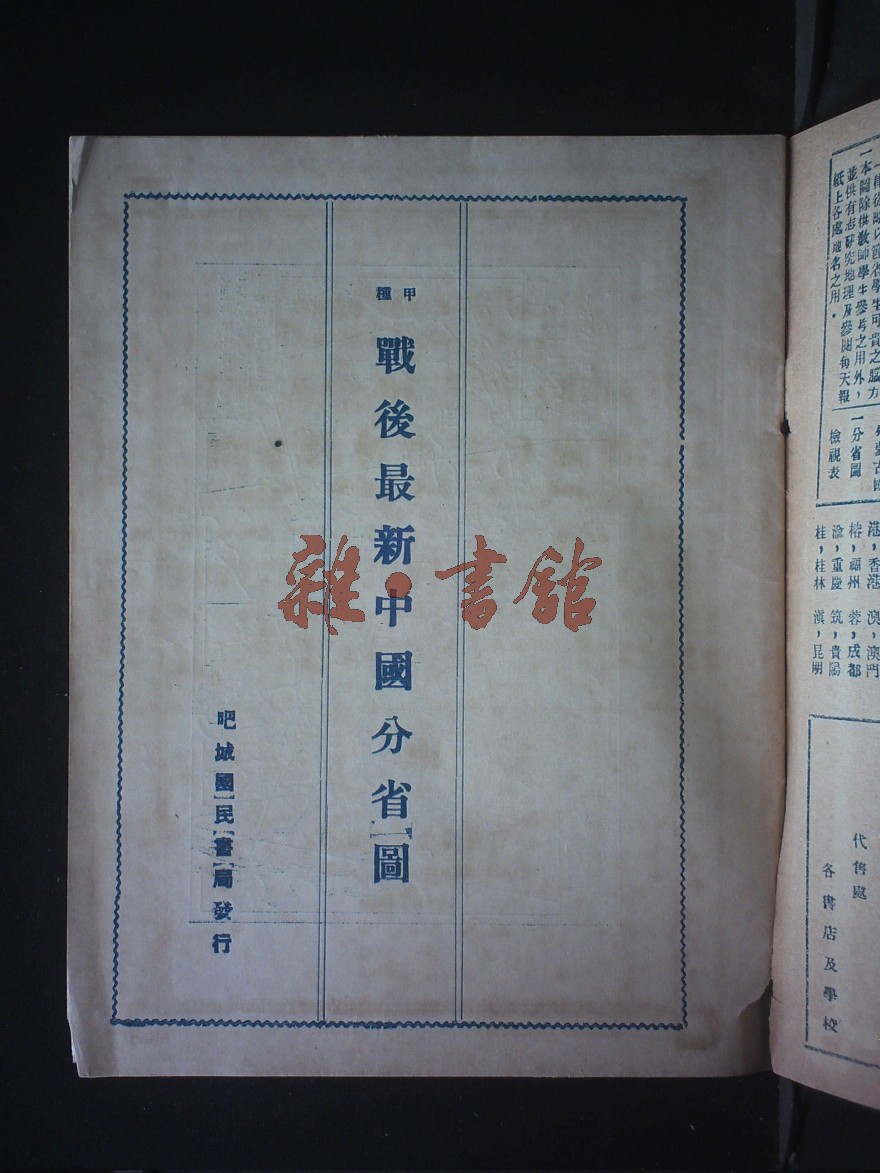 甲種
戰後最新中國分省圖
吧城國民書局發行
雜·書館
一本圖除供教師學生參考之用外，
並供有志研究地理及參閱每天報
紙上各處地名之用。
一分省圖
檢視表
港，香港 澳，澳門
榕，福州 蓉，成都
渝，重慶 筑，貴陽
桂，桂林 滇，昆明
代售處
各書店及學校